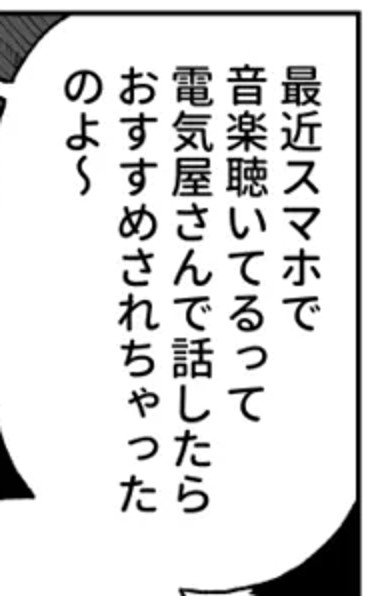 最近スマホで
音楽聴いてるって
電気屋さんで話したら
おすすめされちゃった
のよ～